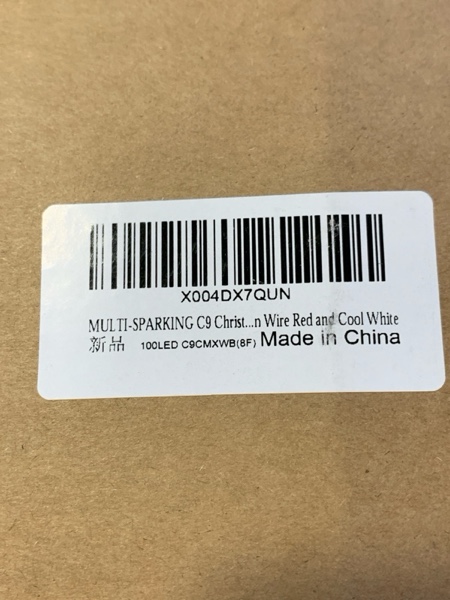 X004DX7QUN
MULTI-SPARKING C9 Christ...n Wire Red and Cool White
新品 100LED C9CMXWB(8F) Made in China